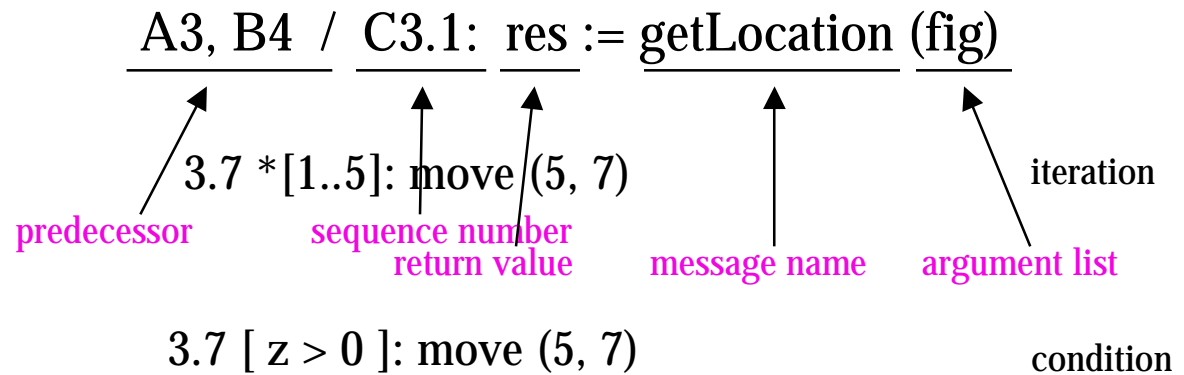 A3, B4 / C3.1: res := getLocation (fig)
3.7 *[1..5]: move (5, 7)
iteration
predecessor
sequence number
return value
message name
argument list
3.7 [ z > 0 ]: move (5, 7)
condition